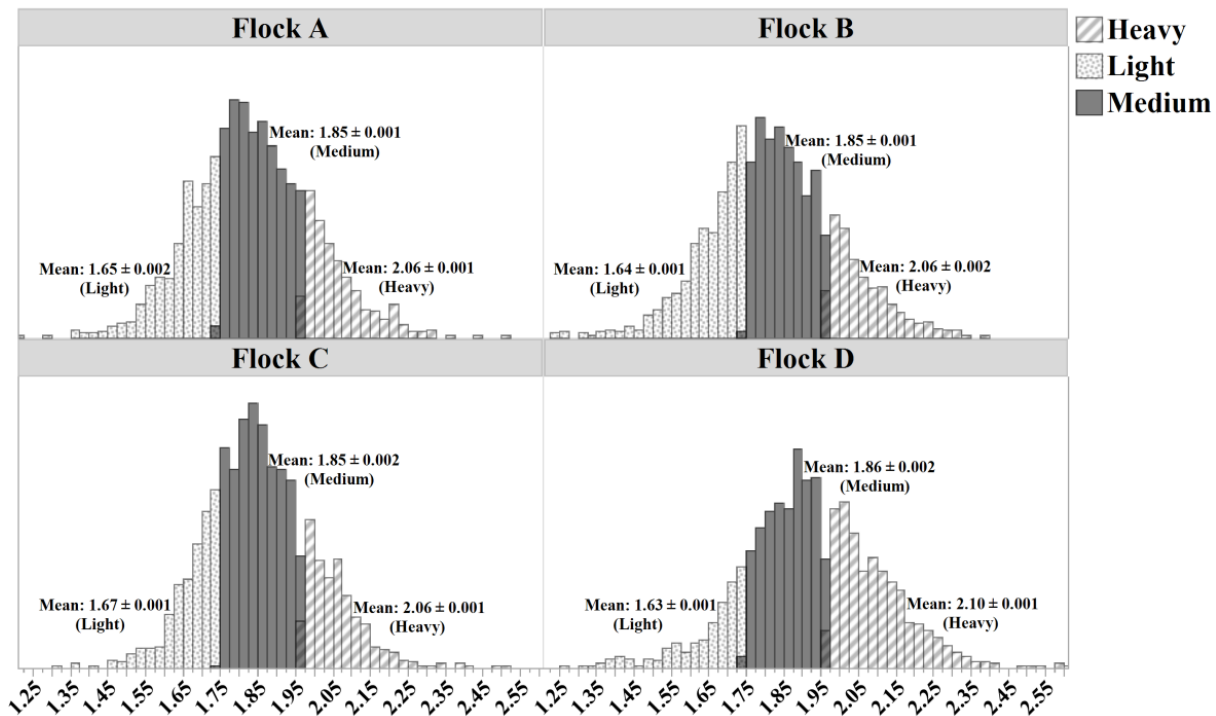 Flock A
Flock B
Heavy
Light
Medium
Mean: 1.85 ± 0.001
(Medium)
Mean: 1.65 ± 0.002
(Light)
Mean: 2.06 ± 0.001
(Heavy)
Mean: 1.85 ± 0.001
(Medium)
Mean: 1.64 ± 0.001
(Light)
Mean: 2.06 ± 0.002
(Heavy)
Flock C
Flock D
Mean: 1.85 ± 0.002
(Medium)
Mean: 1.67 ± 0.001
(Light)
Mean: 2.06 ± 0.001
(Heavy)
Mean: 1.86 ± 0.002
(Medium)
Mean: 1.63 ± 0.001
(Light)
Mean: 2.10 ± 0.001
(Heavy)
1.25 1.35 1.45 1.55 1.65 1.75 1.85 1.95 2.05 2.15 2.25 2.35 2.45 2.55
1.25 1.35 1.45 1.55 1.65 1.75 1.85 1.95 2.05 2.15 2.25 2.35 2.45 2.55